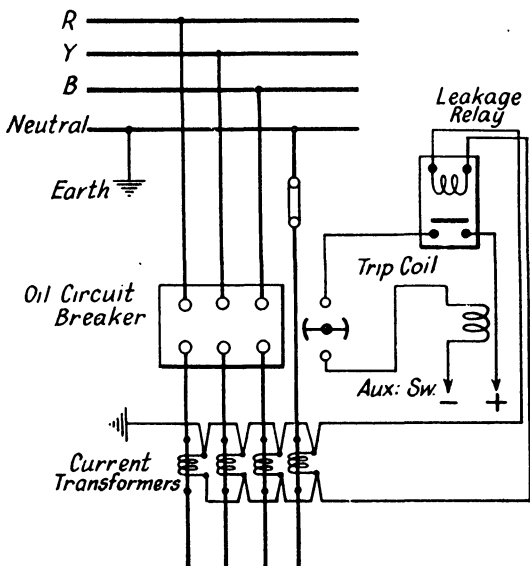 R
Y
B
Neutral
Earth
Leakage
Relay
Trip Coil
Oil Circuit
Breaker
Aux: Sw.
− +
Current
Transformers